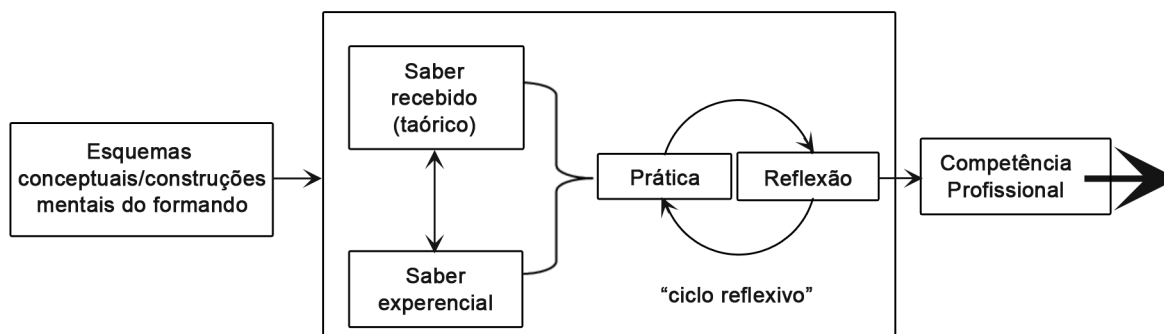 Esquemas
conceptuais/construções
mentais do formando
Saber
recebido
(taórico)
Saber
experencial
Prática
Reflexão
“ciclo reflexivo”
Competência
Profissional